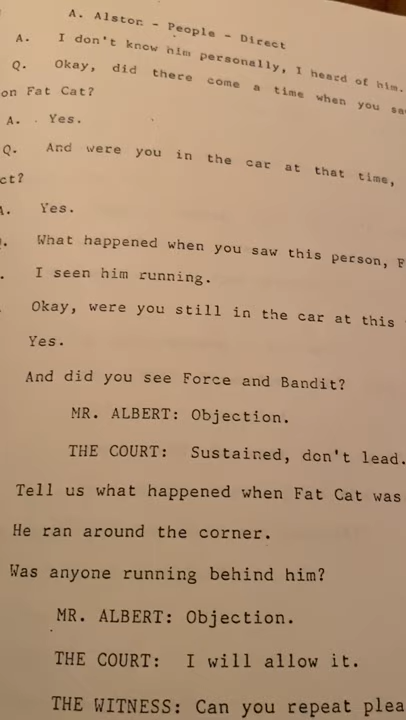 A. Alston - People - Direct
A. I don't know him personally, I heard of him.
Q. Okay, did there come a time when you
on Fat Cat?
A. Yes.
Q. And were you in the car at that time,
ct?
A. Yes.
. What happened when you saw this person,
. I seen him running.
Okay, were you still in the car at this
Yes.
And did you see Force and Bandit?
MR. ALBERT: Objection.
THE COURT: Sustained, don't lead.
Tell us what happened when Fat Cat was
He ran around the corner.
Was anyone running behind him?
MR. ALBERT: Objection.
THE COURT: I will allow it.
THE WITNESS: Can you repeat plea